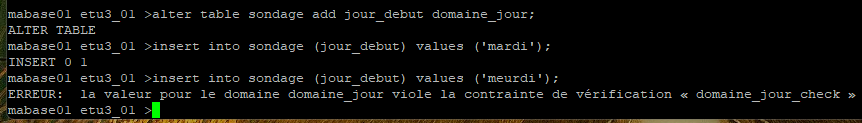 mabase01 etu3_01 >alter table sondage add jour_debut domaine_jour;
ALTER TABLE
mabase01 etu3_01 >insert into sondage (jour_debut) values ('mardi');
INSERT 0 1
mabase01 etu3_01 >insert into sondage (jour_debut) values ('meurdi');
ERREUR:  la valeur pour le domaine domaine_jour viole la contrainte de vérification « domaine_jour_check »
mabase01 etu3_01 >